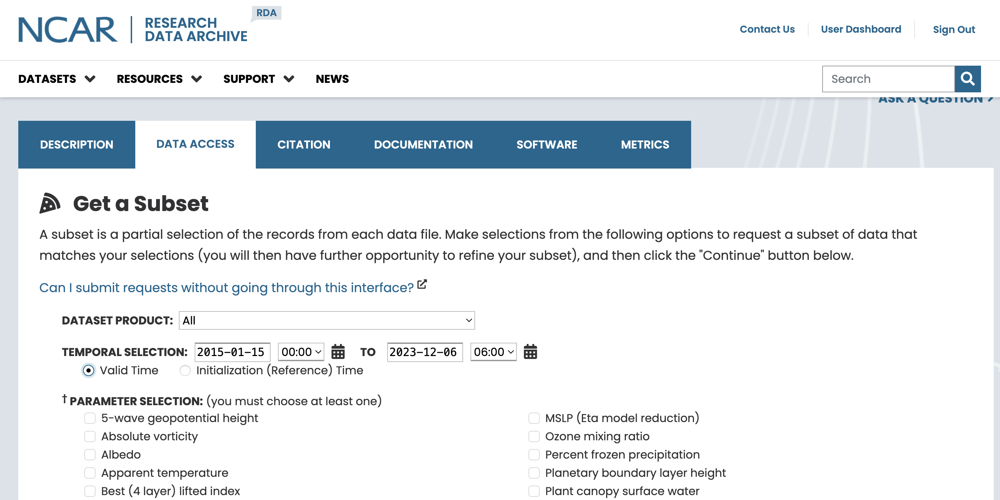 NCAR
RESEARCH
DATA ARCHIVE
RDA
Contact Us
User Dashboard
Sign Out
DATASETS
RESOURCES
SUPPORT
NEWS
Search
ASK A QUESTION
DESCRIPTION
DATA ACCESS
CITATION
DOCUMENTATION
SOFTWARE
METRICS
Get a Subset
A subset is a partial selection of the records from each data file. Make selections from the following options to request a subset of data that
matches your selections (you will then have further opportunity to refine your subset), and then click the "Continue" button below.
Can I submit requests without going through this interface?
DATASET PRODUCT: All
TEMPORAL SELECTION: 2015-01-15 00:00 TO 2023-12-06 06:00
Valid Time Initialization (Reference) Time
† PARAMETER SELECTION: (you must choose at least one)
5-wave geopotential height
Absolute vorticity
Albedo
Apparent temperature
Best (4 layer) lifted index
MSLP (Eta model reduction)
Ozone mixing ratio
Percent frozen precipitation
Planetary boundary layer height
Plant canopy surface water